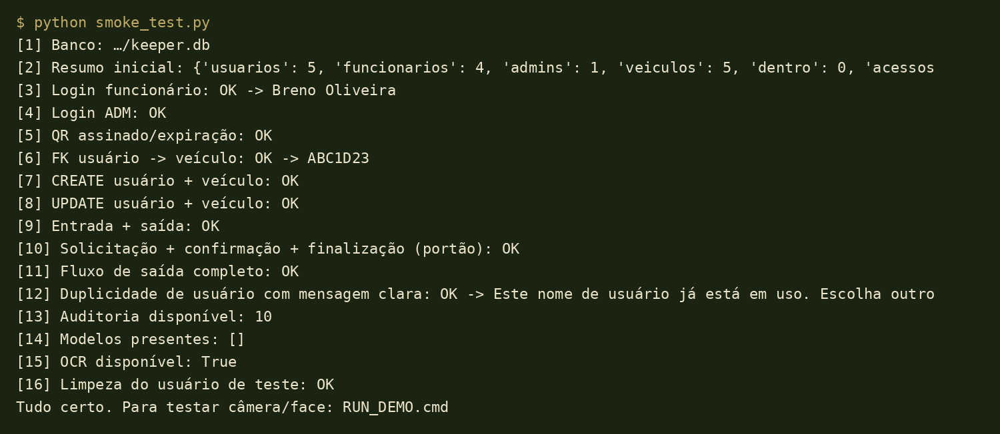 $ python smoke_test.py
[1] Banco: …/keeper.db
[2] Resumo inicial: {'usuarios': 5, 'funcionarios': 4, 'admins': 1, 'veiculos': 5, 'dentro': 0, 'acessos
[3] Login funcionário: OK -> Breno Oliveira
[4] Login ADM: OK
[5] QR assinado/expiração: OK
[6] FK usuário -> veículo: OK -> ABC1D23
[7] CREATE usuário + veículo: OK
[8] UPDATE usuário + veículo: OK
[9] Entrada + saída: OK
[10] Solicitação + confirmação + finalização (portão): OK
[11] Fluxo de saída completo: OK
[12] Duplicidade de usuário com mensagem clara: OK -> Este nome de usuário já está em uso. Escolha outro
[13] Auditoria disponível: 10
[14] Modelos presentes: []
[15] OCR disponível: True
[16] Limpeza do usuário de teste: OK
Tudo certo. Para testar câmera/face: RUN_DEMO.cmd